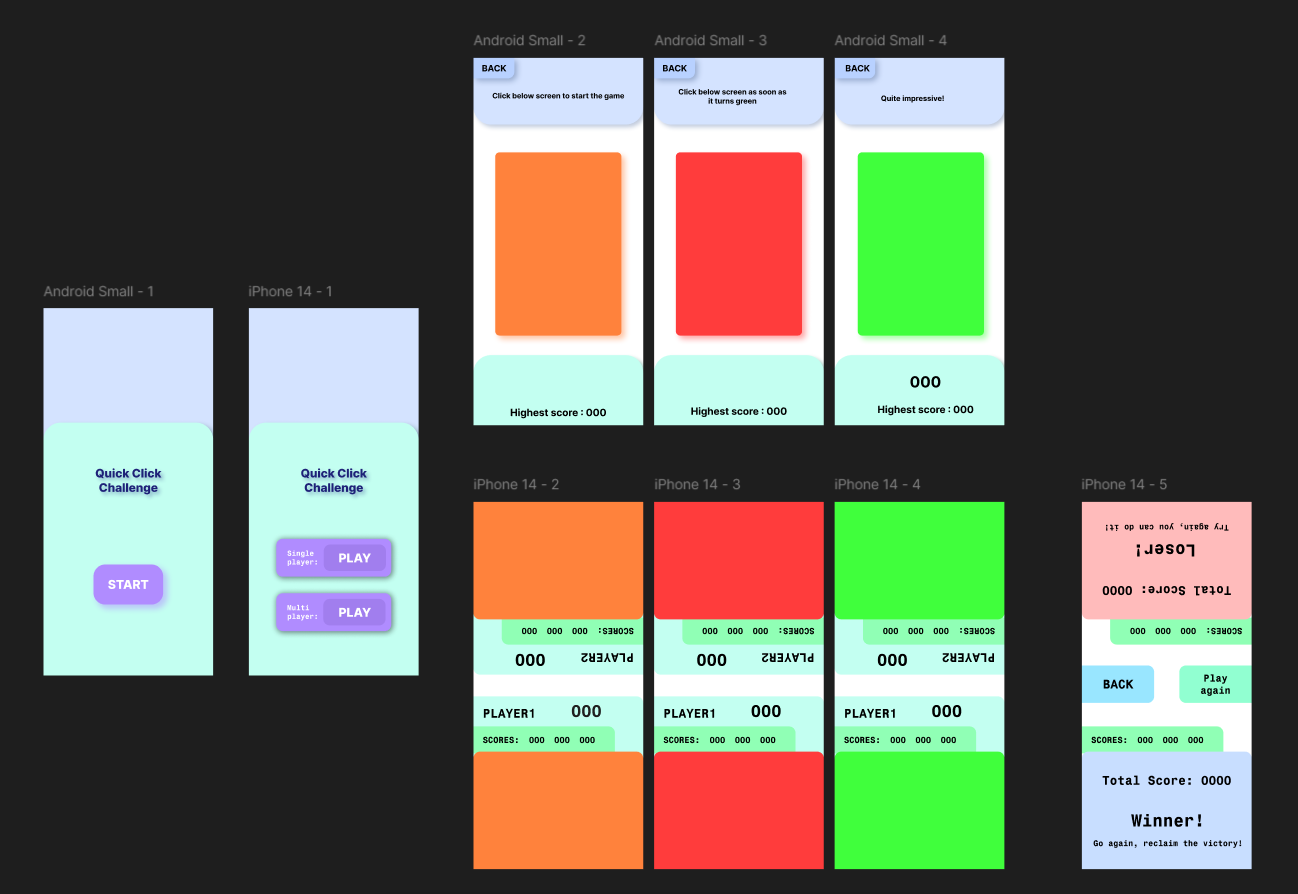 Android Small - 2
BACK
Click below screen to start the game
Highest score : 000
Android Small - 3
BACK
Click below screen as soon as
it turns green
Highest score : 000
Android Small - 4
BACK
Quite impressive!
000
Highest score : 000
Android Small - 1
Quick Click
Challenge
START
iPhone 14 - 1
Quick Click
Challenge
Single
player:
PLAY
Multi
player:
PLAY
iPhone 14 - 2
SCORES: 000 000 000
PLAYER2 000
PLAYER1 000
SCORES: 000 000 000
iPhone 14 - 3
SCORES: 000 000 000
PLAYER2 000
PLAYER1 000
SCORES: 000 000 000
iPhone 14 - 4
SCORES: 000 000 000
PLAYER2 000
PLAYER1 000
SCORES: 000 000 000
iPhone 14 - 5
Try again, you can do it!
Loser!
Total Score: 0000
SCORES: 000 000 000
BACK
Play
again
SCORES: 000 000 000
Total Score: 0000
Winner!
Go again, reclaim the victory!